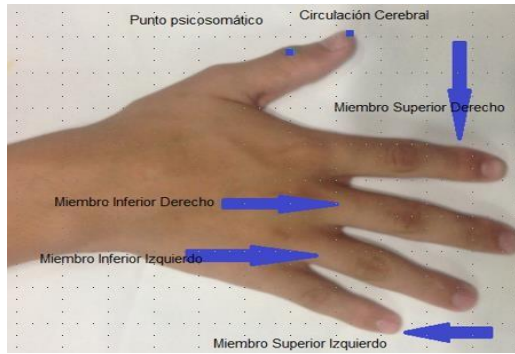 Punto psicosomático
Circulación Cerebral
Miembro Superior Derecho
Miembro Inferior Derecho
Miembro Inferior Izquierdo
Miembro Superior Izquierdo